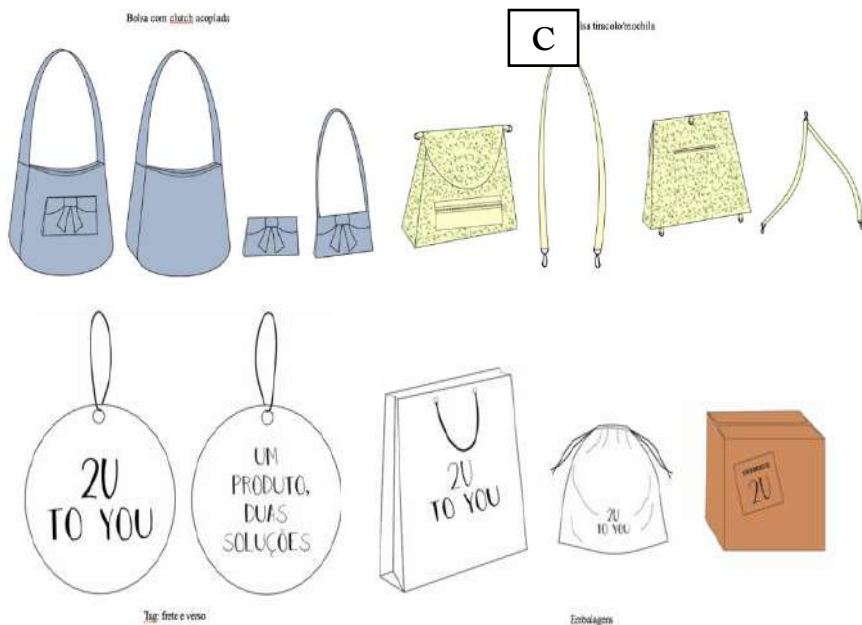 Bolsa com clutch acoplada
C
lsa tiracolo/mochila
2U
TO YOU
UM
PRODUTO,
DUAS
SOLUÇÕES
2U
TO YOU
2U
TO YOU
2U
Tag: frete e verso
Embalagens